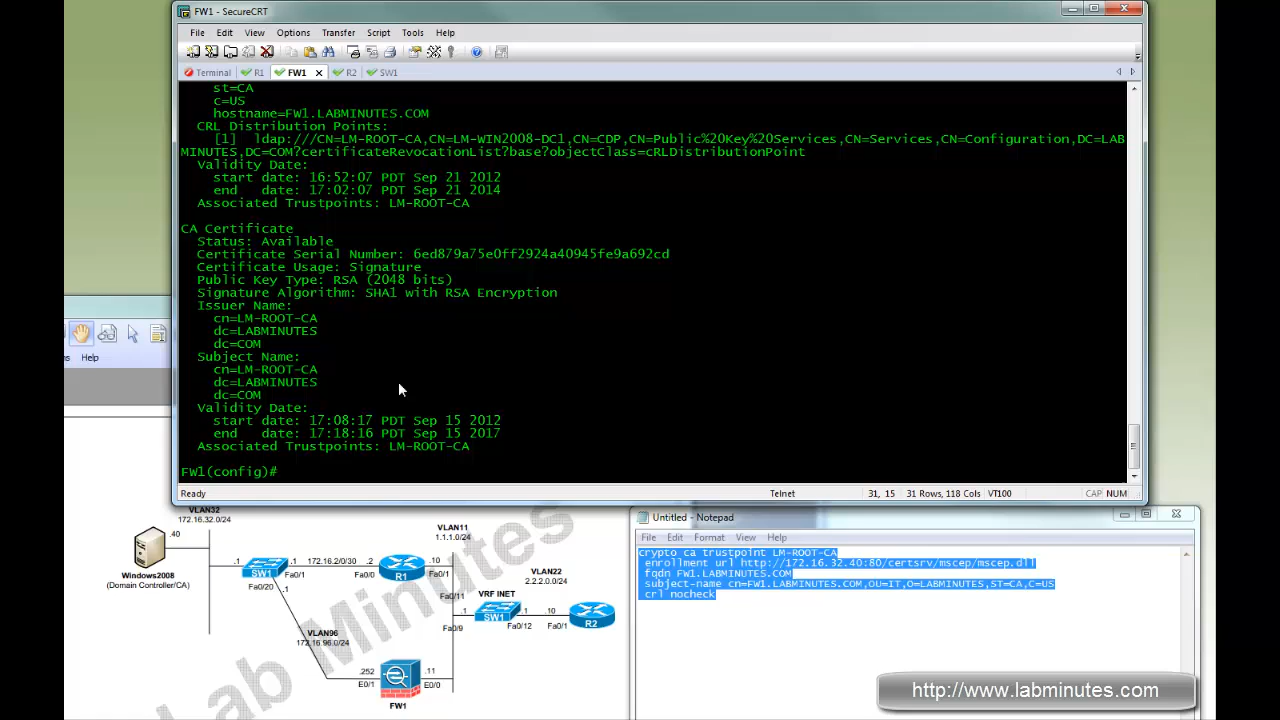 FW1 - SecureCRT
File Edit View Options Transfer Script Tools Help
Terminal R1 FW1 R2 SW1
st=CA
c=US
hostname=FW1.LABMINUTES.COM
CRL Distribution Points:
[1] ldap:///CN=LM-ROOT-CA,CN=LM-WIN2008-DC1,CN=CDP,CN=Public%20Key%20Services,CN=Services,CN=Configuration,DC=LAB
MINUTES,DC=COM?certificateRevocationList?base?objectClass=cRLDistributionPoint
Validity Date:
start date: 16:52:07 PDT Sep 21 2012
end date: 17:02:07 PDT Sep 21 2014
Associated Trustpoints: LM-ROOT-CA
CA Certificate
Status: Available
Certificate Serial Number: 6ed879a75e0ff2924a40945fe9a692cd
Certificate Usage: Signature
Public Key Type: RSA (2048 bits)
Signature Algorithm: SHA1 with RSA Encryption
Issuer Name:
cn=LM-ROOT-CA
dc=LABMINUTES
dc=COM
Subject Name:
cn=LM-ROOT-CA
dc=LABMINUTES
dc=COM
Validity Date:
start date: 17:08:17 PDT Sep 15 2012
end date: 17:18:16 PDT Sep 15 2017
Associated Trustpoints: LM-ROOT-CA
FW1(config)#
Ready Telnet 31, 15 31 Rows, 118 Cols VT100 CAP NUM
Help
VLAN32
172.16.32.0/24
.40
Windows2008
(Domain Controller/CA)
.1
SW1
Fa0/1
Fa0/20
.1
172.16.2.0/30
.2
Fa0/0
R1
VLAN11
1.1.1.0/24
.10
Fa0/1
Fa0/11
VLAN22
2.2.2.0/24
VRF INET
.1
SW1
.1
.10
Fa0/9
Fa0/12
Fa0/1
R2
VLAN96
172.16.96.0/24
.252
E0/1
.11
E0/0
FW1
Lab Minutes
Untitled - Notepad
File Edit Format View Help
crypto ca trustpoint LM-ROOT-CA
enrollment url http://172.16.32.40:80/certsrv/mscep/mscep.dll
fqdn FW1.LABMINUTES.COM
subject-name cn=FW1.LABMINUTES.COM,OU=IT,O=LABMINUTES,ST=CA,C=US
crl nocheck
http://www.labminutes.com